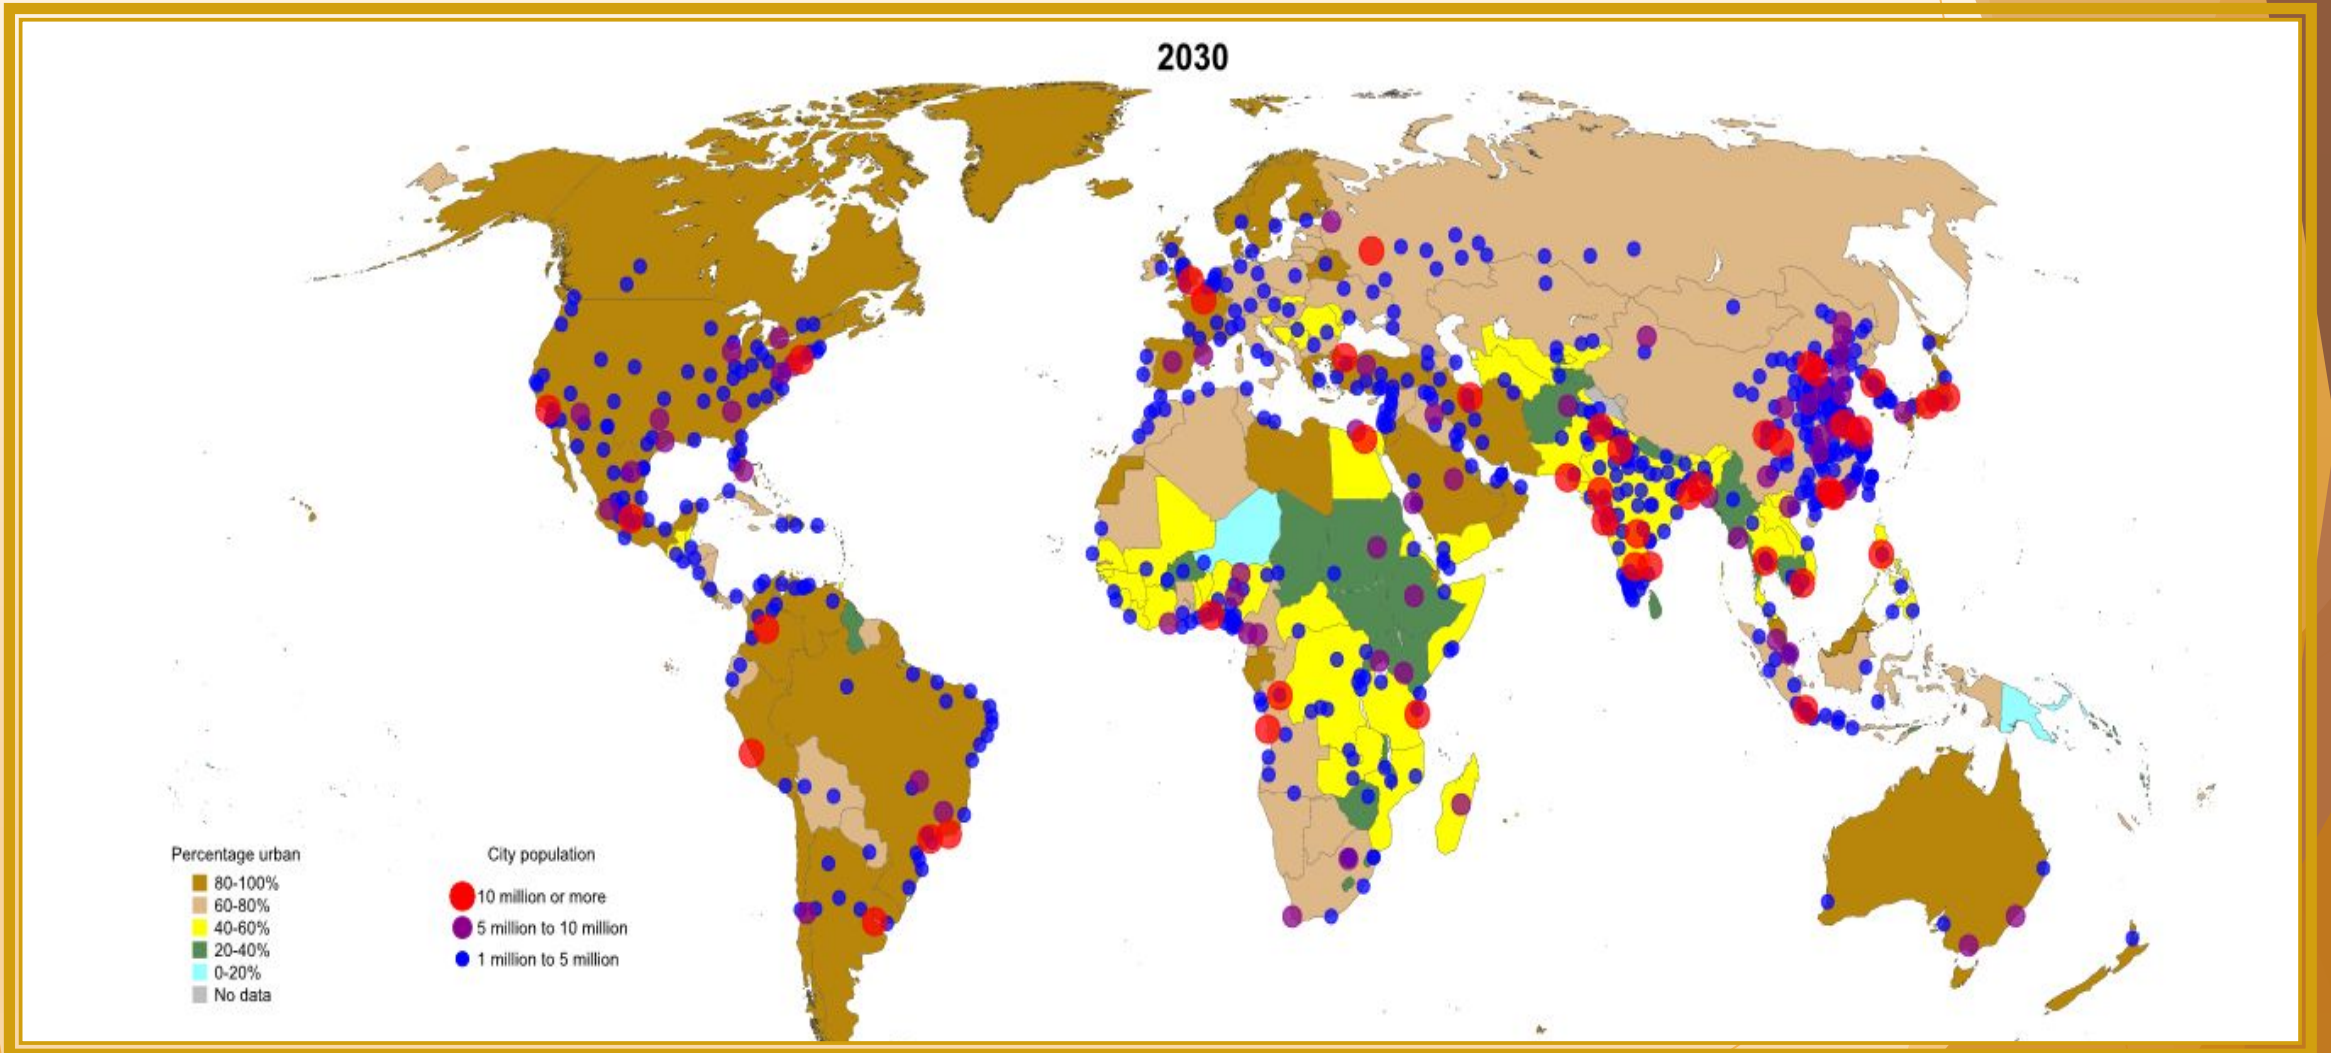 2030
Percentage urban
80-100%
60-80%
40-60%
20-40%
0-20%
No data
City population
10 million or more
5 million to 10 million
1 million to 5 million